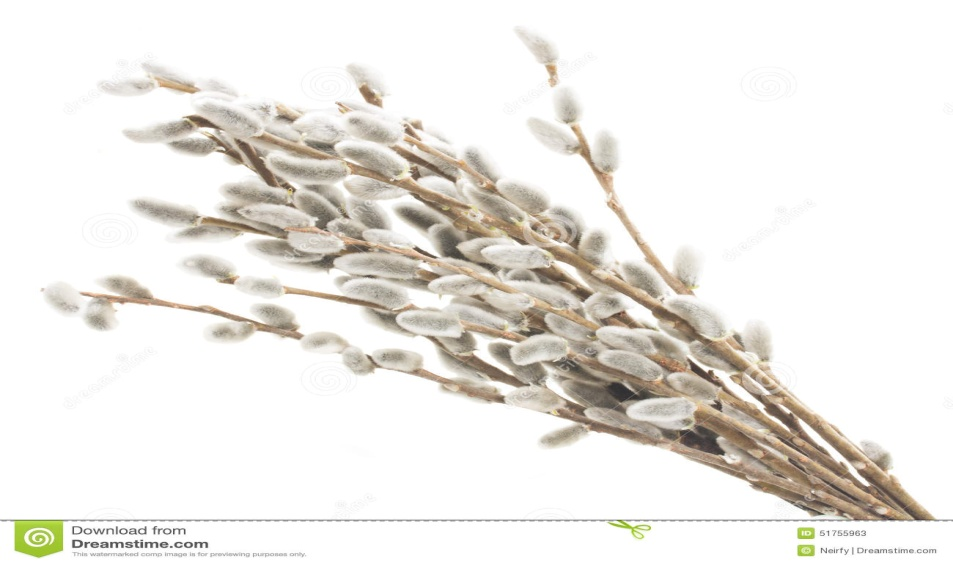 Download from
Dreamstime.com
This watermarked comp image is for previewing purposes only.
ID 51755963
Neirfy | Dreamstime.com